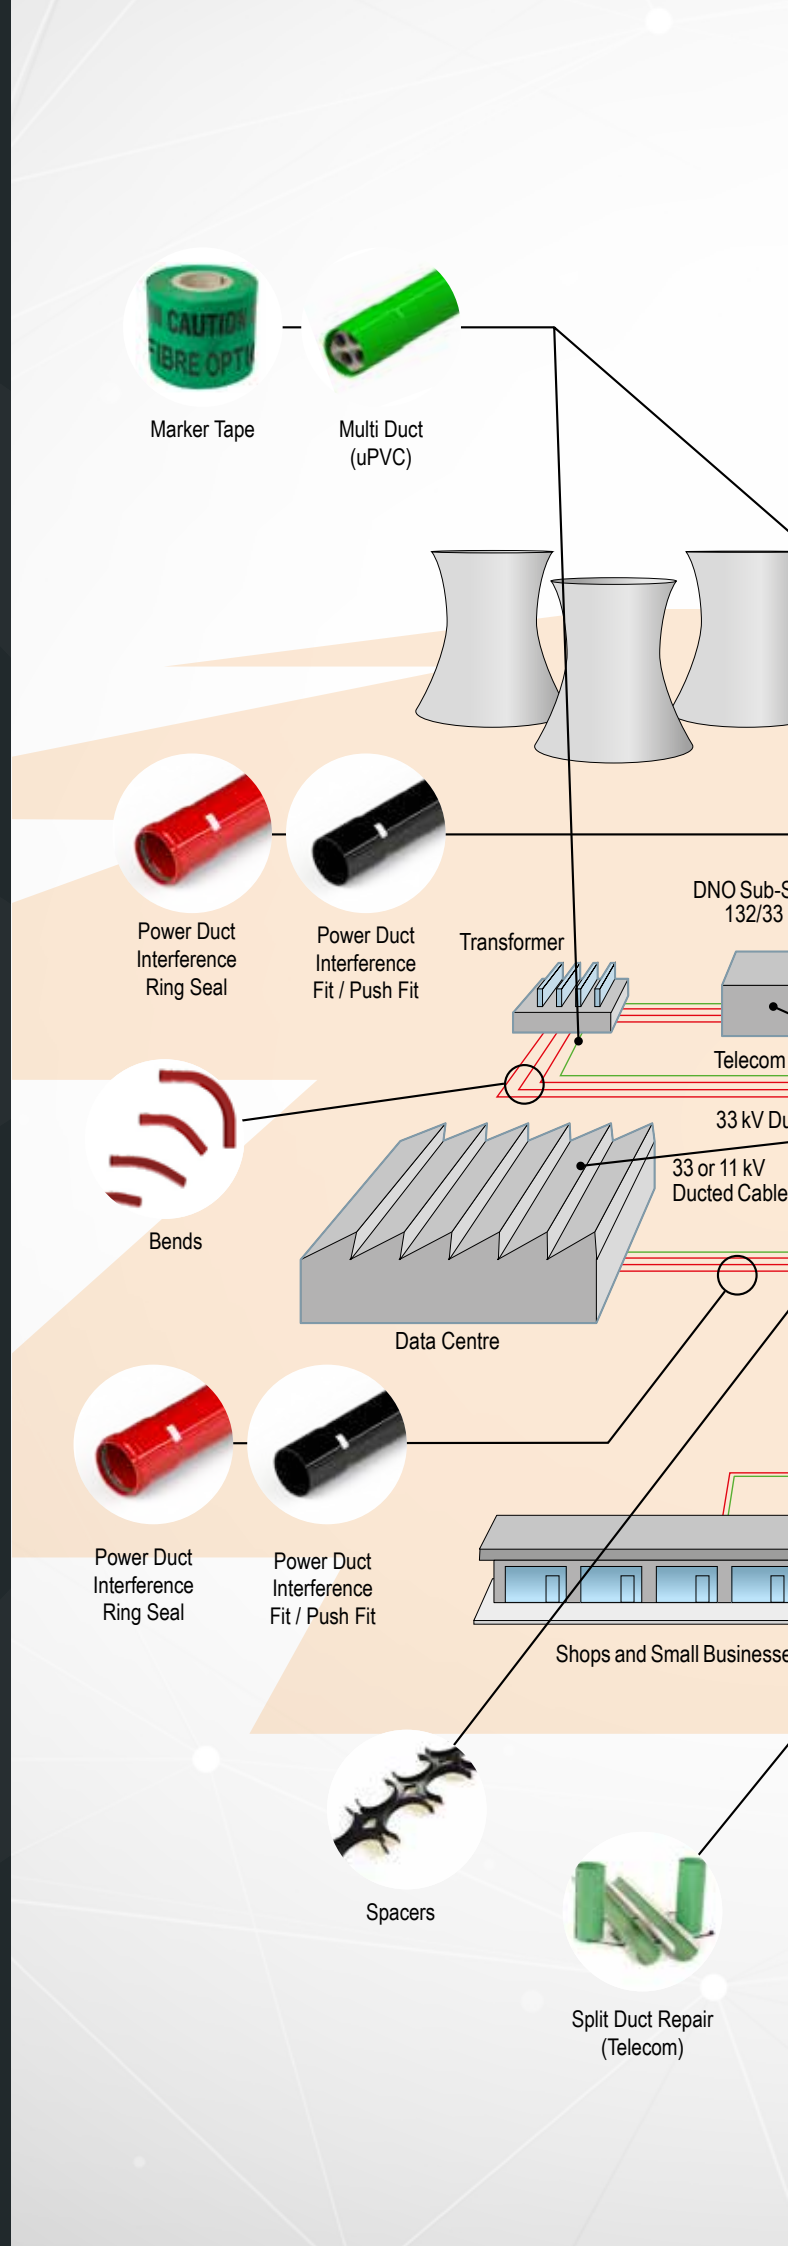 CAUTION
FIBRE OPTI
Marker Tape
Multi Duct
(uPVC)
DNO Sub-S
132/33
Power Duct
Interference
Ring Seal
Power Duct
Interference
Fit / Push Fit
Transformer
Telecom
33 kV Du
33 or 11 kV
Ducted Cable
Bends
Data Centre
Power Duct
Interference
Ring Seal
Power Duct
Interference
Fit / Push Fit
Shops and Small Businesse
Spacers
Split Duct Repair
(Telecom)